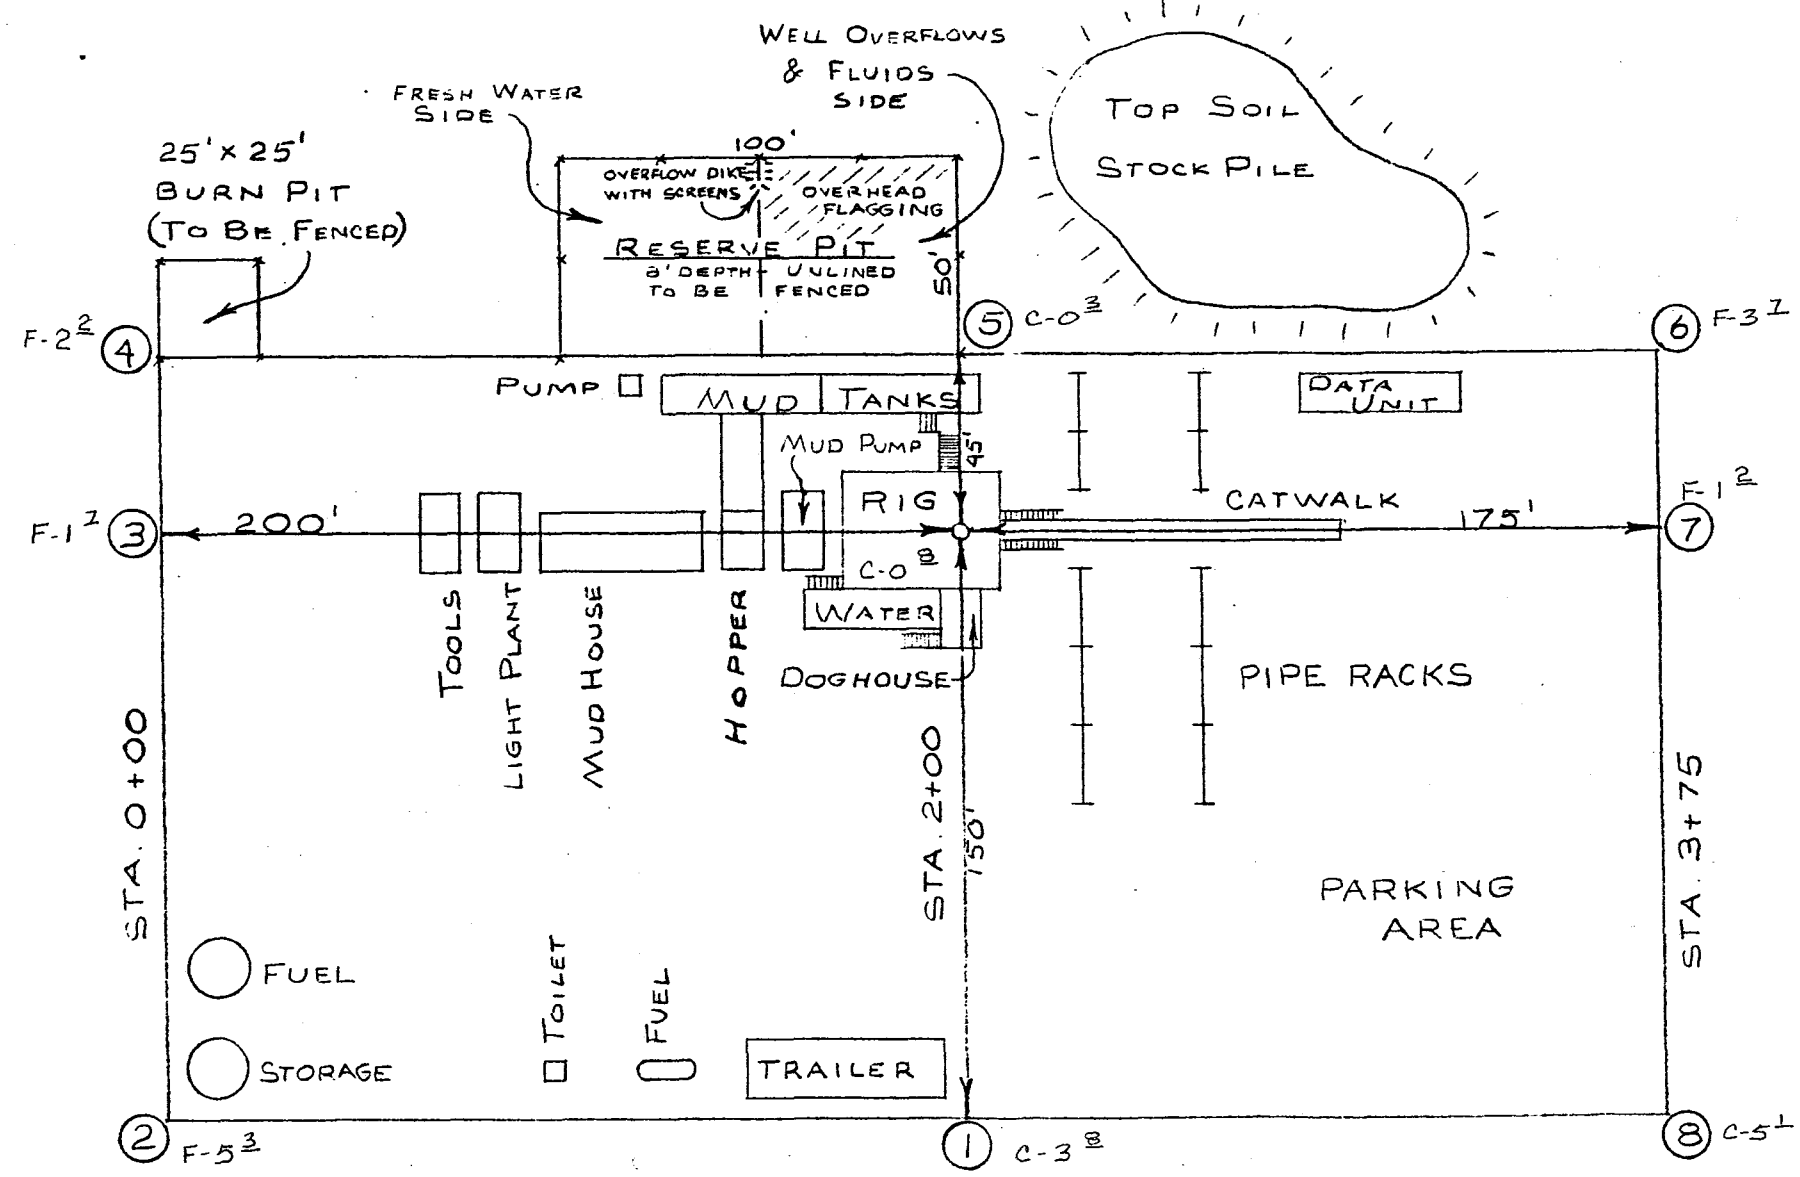 WELL OVERFLOWS
& FLUIDS
SIDE
FRESH WATER
SIDE
25' x 25'
BURN PIT
(TO BE FENCED)
100'
OVERFLOW DIKE
WITH SCREENS
OVERHEAD
FLAGGING
RESERVE PIT
8' DEPTH - UNLINED
TO BE FENCED
50'
TOP SOIL
STOCK PILE
F-2 2
4
5
C-0 3
6
F-3 7
PUMP
MUD TANKS
DATA
UNIT
MUD PUMP
45'
RIG
CATWALK
F-1 2
F-1 7
3
200'
175'
7
C-0 8
WATER
DOGHOUSE
TOOLS
LIGHT PLANT
MUD HOUSE
HOPPER
PIPE RACKS
STA. 0+00
STA. 2+00
150'
STA. 3+75
PARKING
AREA
FUEL
STORAGE
TOILET
FUEL
TRAILER
2
F-5 3
1
C-3 8
8
C-5 1